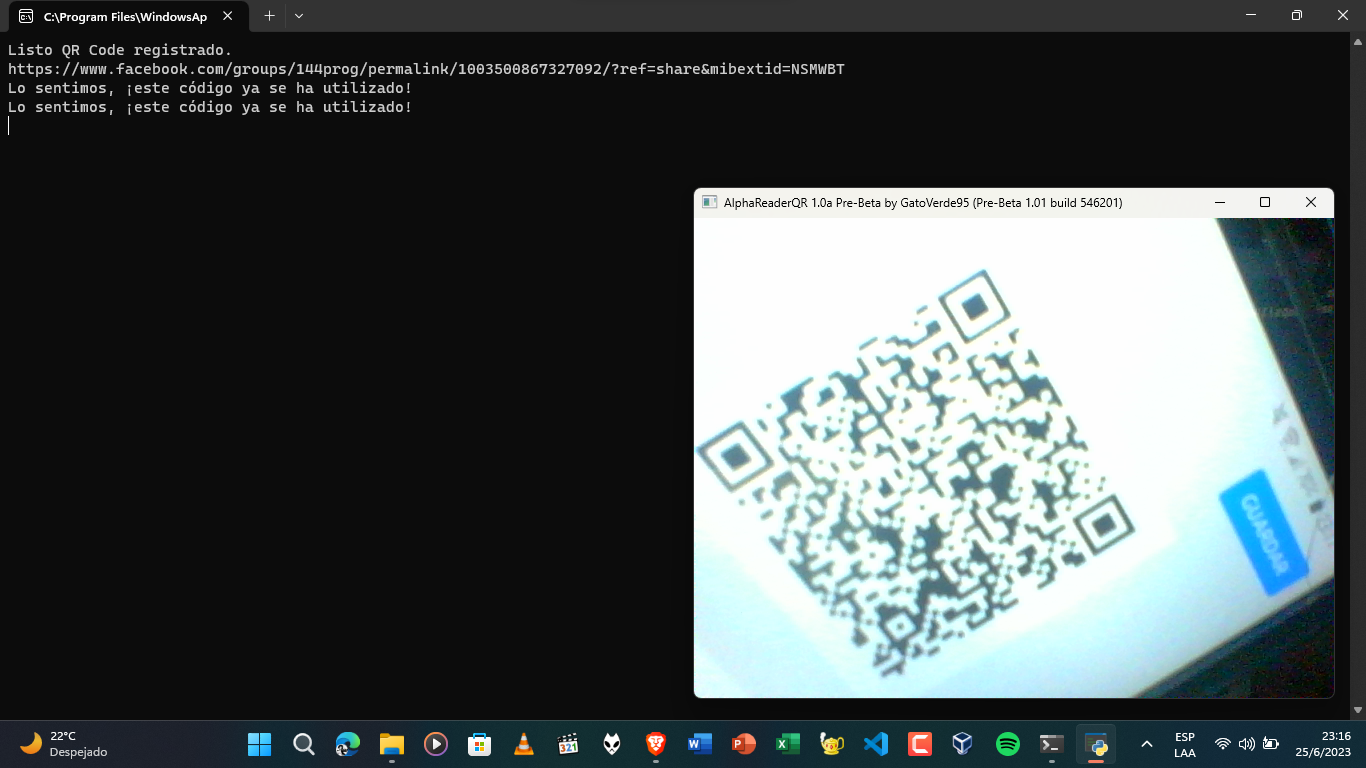 C:\Program Files\WindowsAp
Listo QR Code registrado.
https://www.facebook.com/groups/144prog/permalink/1003500867327092/?ref=share&mibextid=NSMWBT
Lo sentimos, ¡este código ya se ha utilizado!
Lo sentimos, ¡este código ya se ha utilizado!
AlphaReaderQR 1.0a Pre-Beta by GatoVerde95 (Pre-Beta 1.01 build 546201)
GUARDAR
22°C
Despejado
321
ESP
LAA
23:16
25/6/2023